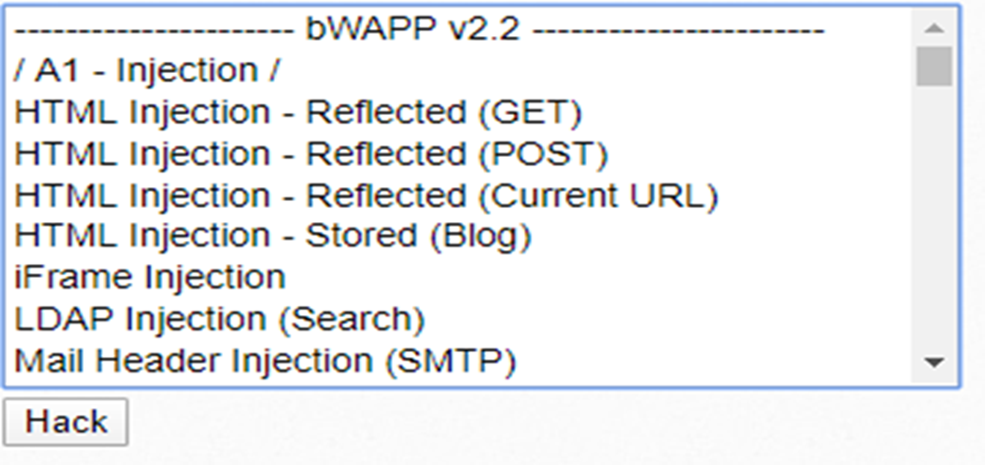 ---------------------- bWAPP v2.2 -----------------------
/ A1 - Injection /
HTML Injection - Reflected (GET)
HTML Injection - Reflected (POST)
HTML Injection - Reflected (Current URL)
HTML Injection - Stored (Blog)
iFrame Injection
LDAP Injection (Search)
Mail Header Injection (SMTP)
Hack